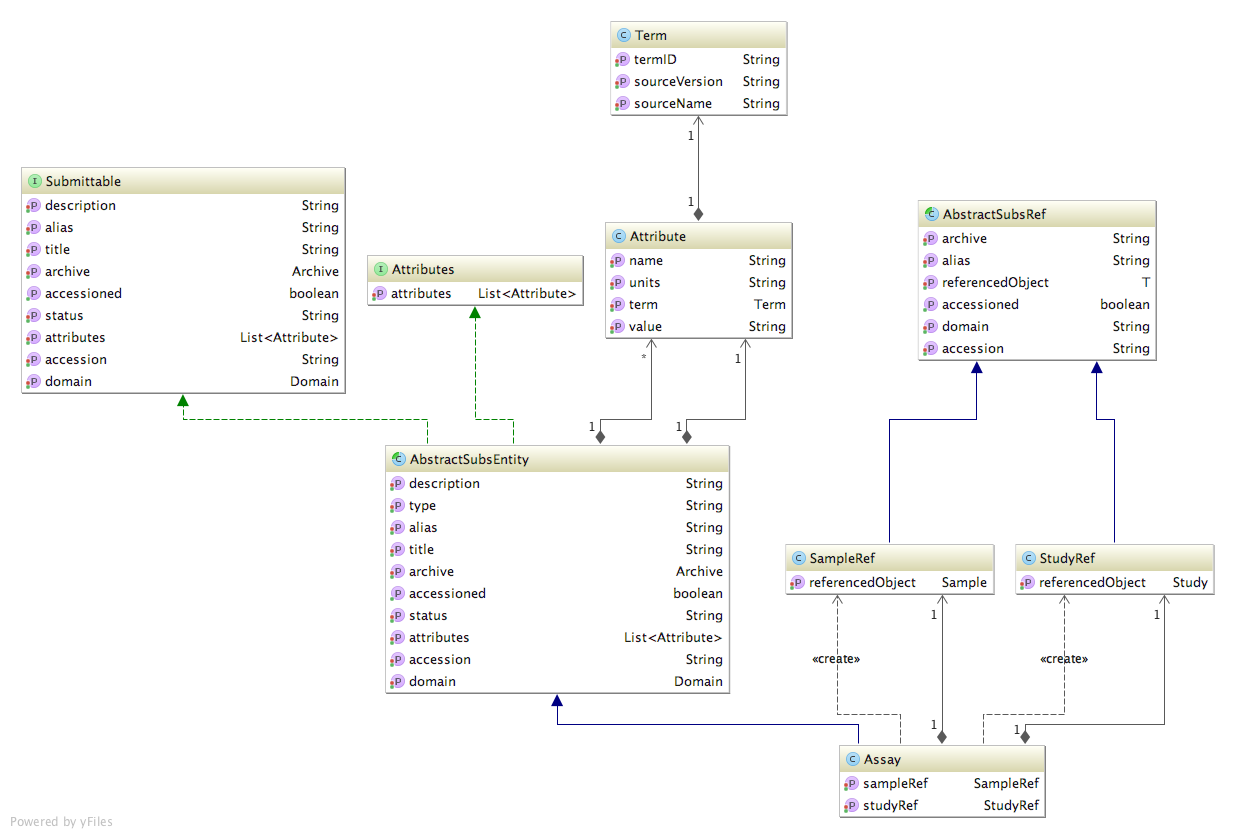 Term
termID String
sourceVersion String
sourceName String
1
1
Submittable
description String
alias String
title String
archive Archive
accessioned boolean
status String
attributes List<Attribute>
accession String
domain Domain
Attributes
attributes List<Attribute>
Attribute
name String
units String
term Term
value String
AbstractSubsRef
archive String
alias String
referencedObject T
accessioned boolean
domain String
accession String
* 1
1 1
AbstractSubsEntity
description String
type String
alias String
title String
archive Archive
accessioned boolean
status String
attributes List<Attribute>
accession String
domain Domain
SampleRef
referencedObject Sample
StudyRef
referencedObject Study
1 1
«create» «create»
1 1
Assay
sampleRef SampleRef
studyRef StudyRef
Powered by yFiles